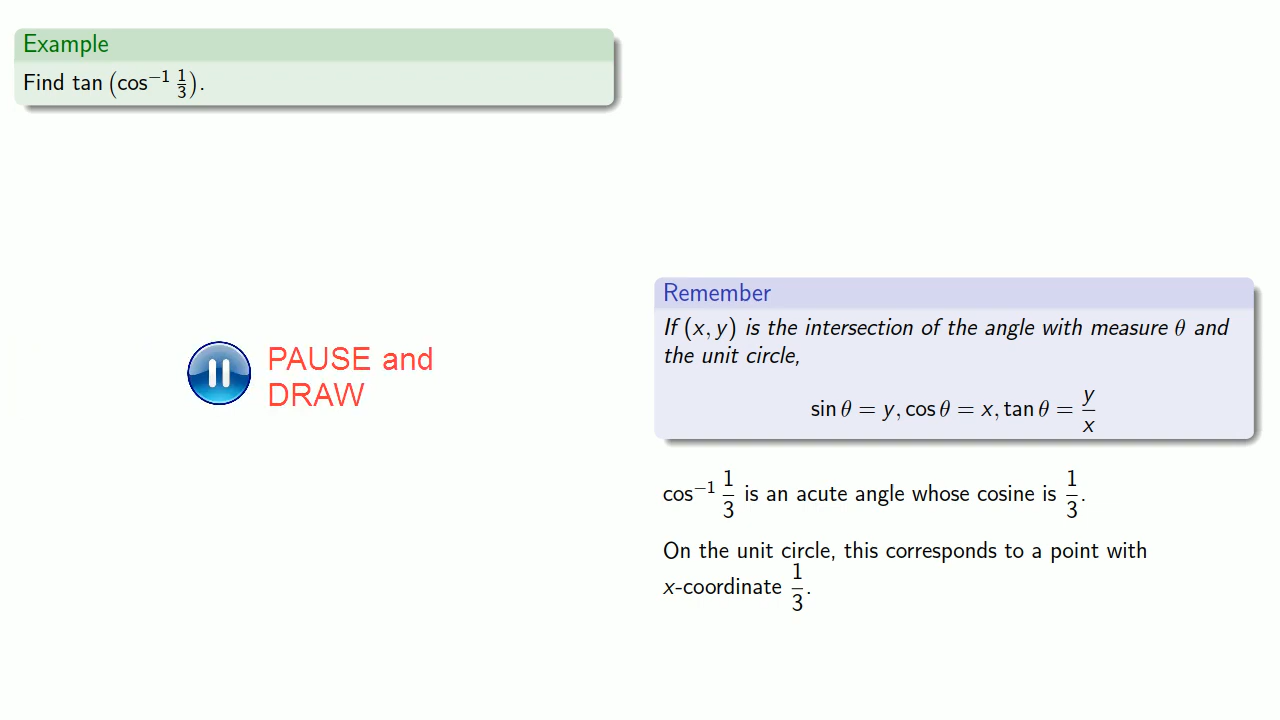 Example
Find tan (cos⁻¹ 1/3).
PAUSE and
DRAW
Remember
If (x, y) is the intersection of the angle with measure θ and
the unit circle,
sin θ = y, cos θ = x, tan θ = y/x
cos⁻¹ 1/3 is an acute angle whose cosine is 1/3.
On the unit circle, this corresponds to a point with
x-coordinate 1/3.